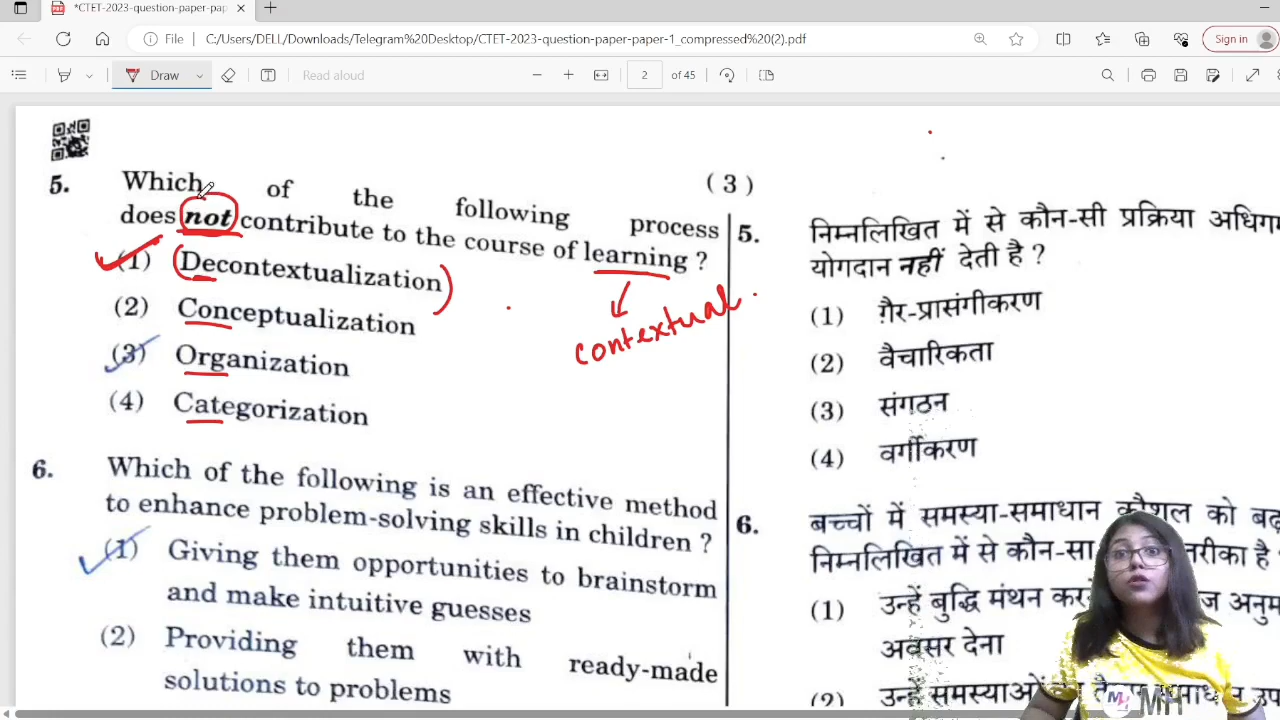 *CTET-2023-question-paper-pap
File
C:/Users/DELL/Downloads/Telegram%20Desktop/CTET-2023-question-paper-paper-1_compressed%20(2).pdf
Sign in
Draw
Read aloud
2
of 45
(3)
5. Which of the following process
does not contribute to the course of learning ?
(1) Decontextualization
(2) Conceptualization
(3) Organization
(4) Categorization
contextual
6. Which of the following is an effective method
to enhance problem-solving skills in children ?
(1) Giving them opportunities to brainstorm
and make intuitive guesses
(2) Providing them with ready-made
solutions to problems
5. निम्नलिखित में से कौन-सी प्रक्रिया
योगदान नहीं देती है ?
(1) ग़ैर-प्रासंगीकरण
(2) वैचारिकता
(3) संगठन
(4) वर्गीकरण
6. बच्चों में समस्या-समाधान कौशल को
निम्नलिखित में से कौन-सा
(1) उन्हें बुद्धि मंथन
अवसर देना
(2) उन्हें समस्याओं
MH